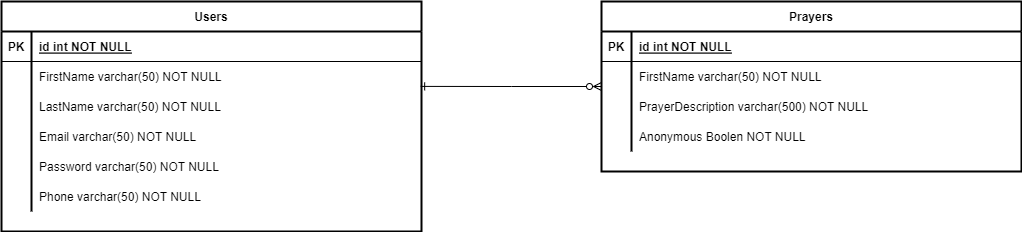 Users
PK id int NOT NULL
FirstName varchar(50) NOT NULL
LastName varchar(50) NOT NULL
Email varchar(50) NOT NULL
Password varchar(50) NOT NULL
Phone varchar(50) NOT NULL
Prayers
PK id int NOT NULL
FirstName varchar(50) NOT NULL
PrayerDescription varchar(500) NOT NULL
Anonymous Boolen NOT NULL